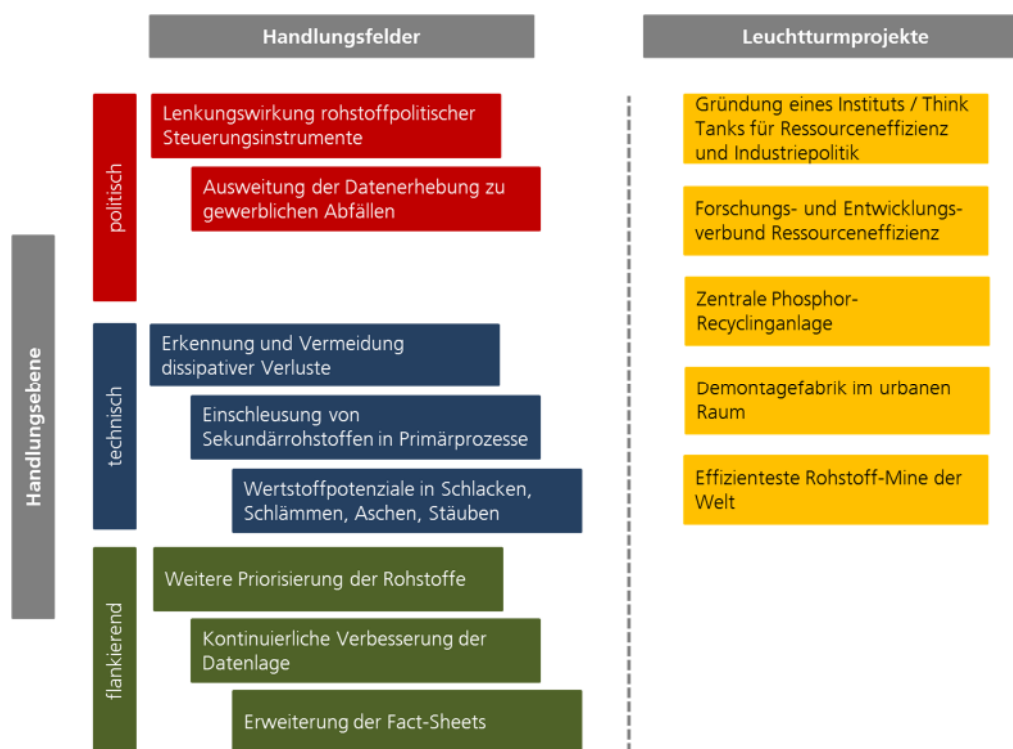 Handlungsfelder
Leuchtturmprojekte
Handlungsebene
politisch
Lenkungswirkung rohstoffpolitischer
Steuerungsinstrumente
Ausweitung der Datenerhebung zu
gewerblichen Abfällen
technisch
Erkennung und Vermeidung
dissipativer Verluste
Einschleusung von
Sekundärrohstoffen in Primärprozesse
Wertstoffpotenziale in Schlacken,
Schlämmen, Aschen, Stäuben
flankierend
Weitere Priorisierung der Rohstoffe
Kontinuierliche Verbesserung der
Datenlage
Erweiterung der Fact-Sheets
Gründung eines Instituts / Think
Tanks für Ressourceneffizienz
und Industriepolitik
Forschungs- und Entwicklungs-
verbund Ressourceneffizienz
Zentrale Phosphor-
Recyclinganlage
Demontagefabrik im urbanen
Raum
Effizienteste Rohstoff-Mine der
Welt